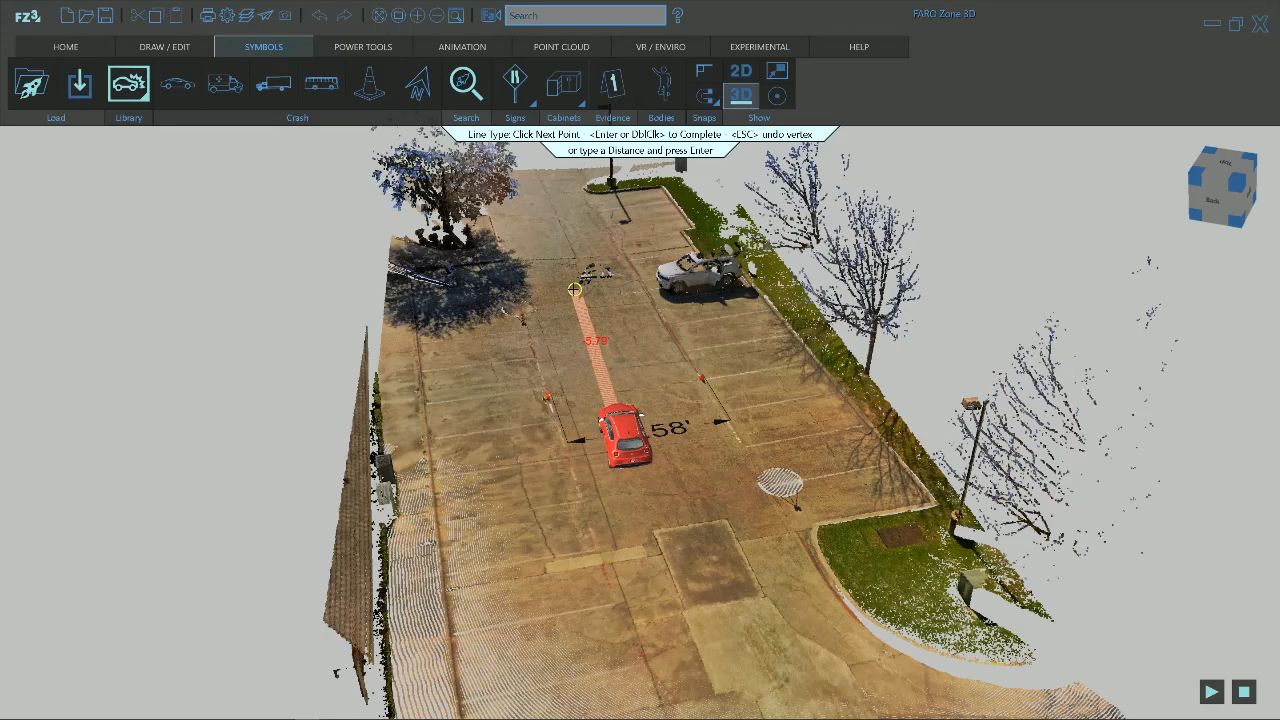 FZ3
Fa
Search
?
FARO Zone 3D
HOME
DRAW / EDIT
SYMBOLS
POWER TOOLS
ANIMATION
POINT CLOUD
VR / ENVIRO
EXPERIMENTAL
HELP
1
2D
3D
Load
Library
Crash
Search
Signs
Cabinets
Evidence
Bodies
Snaps
Show
Line Type: Click Next Point - <Enter or DblClk> to Complete - <ESC> undo vertex
or type a Distance and press Enter
Back
5.79'
58'